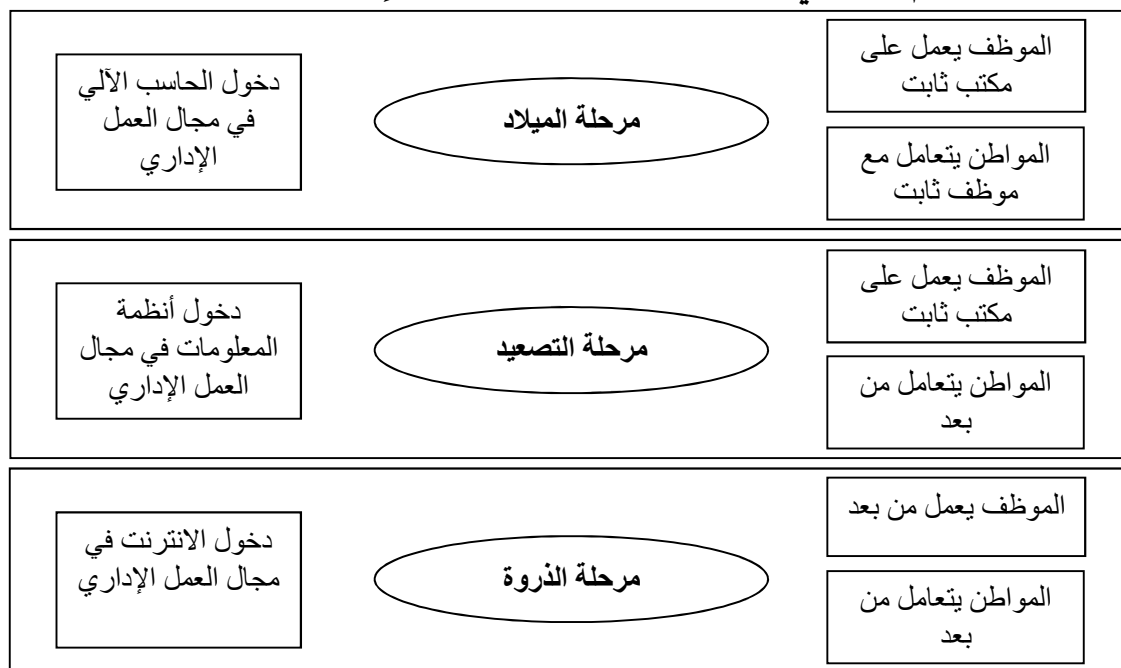 الموظف يعمل على
مكتب ثابت
المواطن يتعامل مع
موظف ثابت
مرحلة الميلاد
دخول الحاسب الآلي
في مجال العمل
الإداري
الموظف يعمل على
مكتب ثابت
المواطن يتعامل من
بعد
مرحلة التصعيد
دخول أنظمة
المعلومات في مجال
العمل الإداري
الموظف يعمل من بعد
المواطن يتعامل من
بعد
مرحلة الذروة
دخول الانترنت في
مجال العمل الإداري